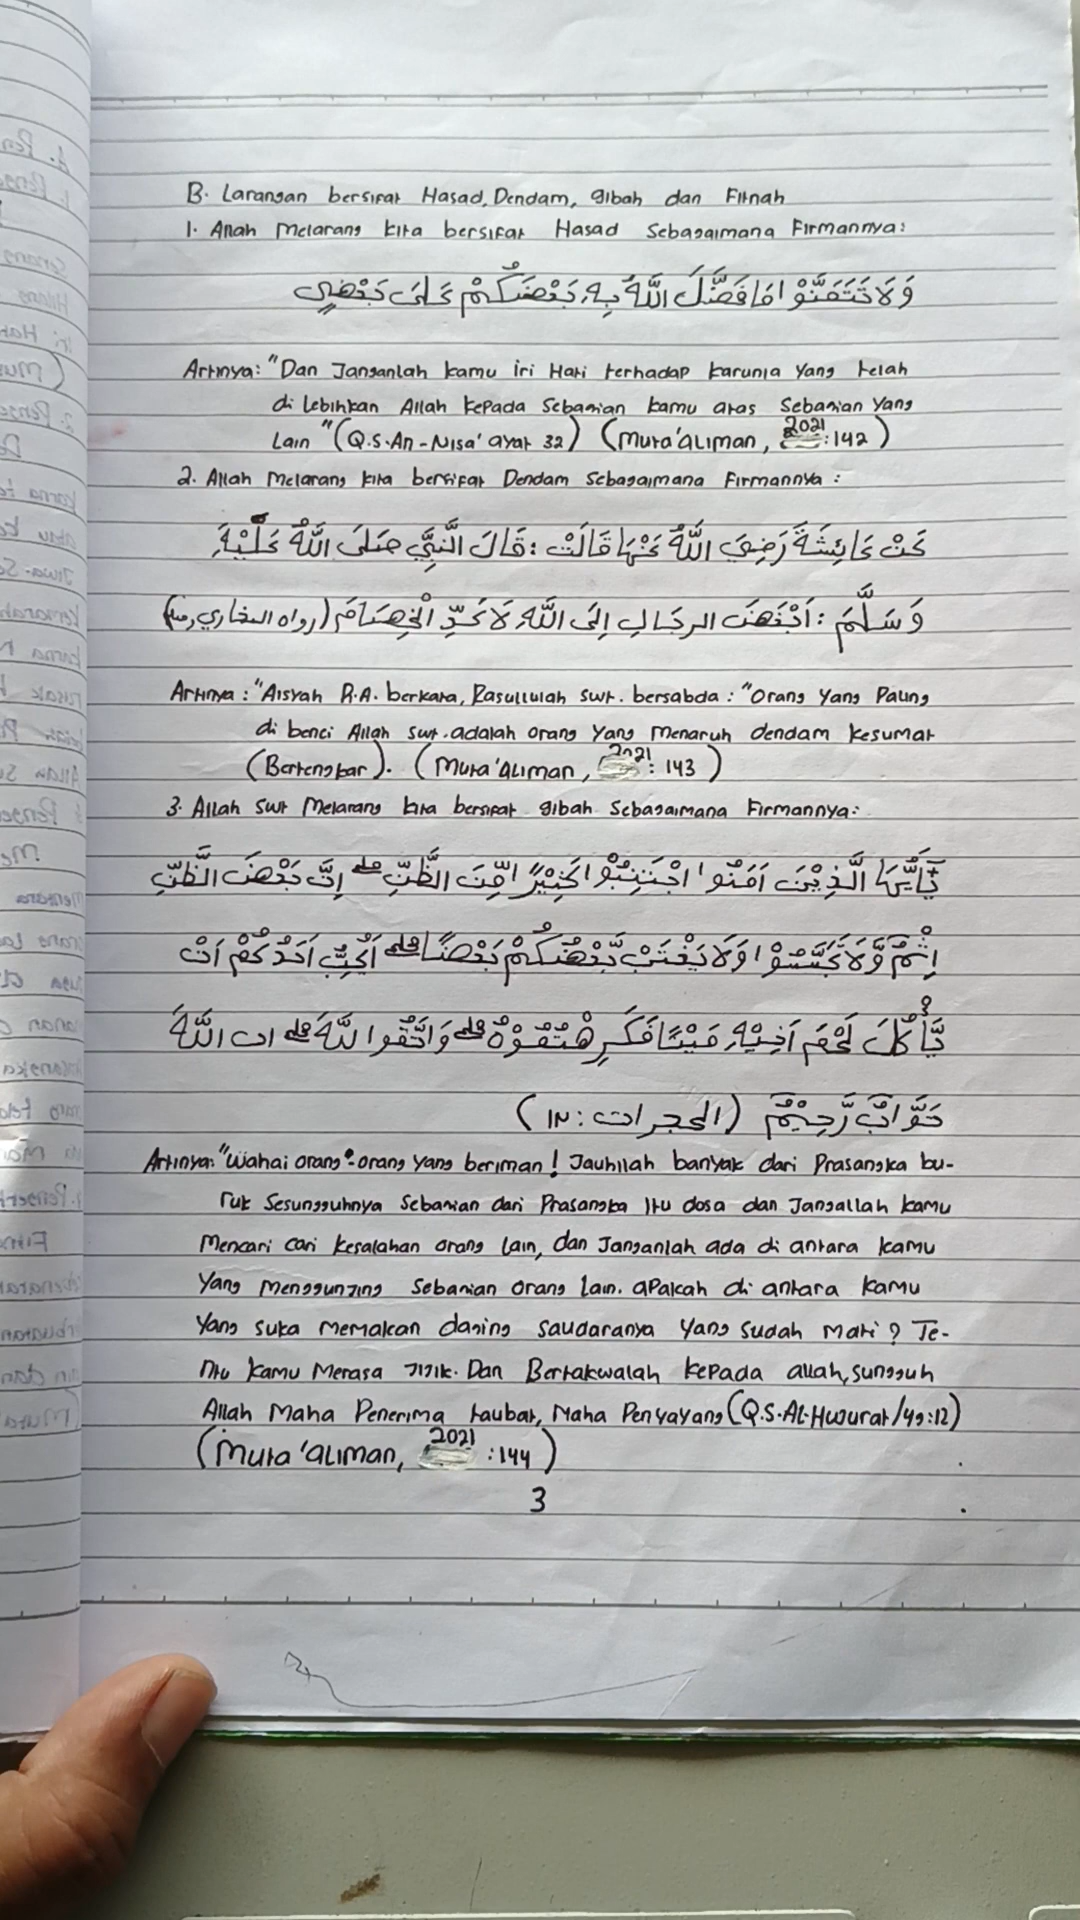 B. Larangan bersifat Hasad, Dendam, gibah dan Fitnah
1. Allah Melarang kita bersifat Hasad Sebagaimana Firmannya:
وَلَا تَتَمَنَّوْا مَا فَضَّلَ اللّٰهُ بِهٖ بَعْضَكُمْ عَلٰى بَعْضٍ
Artinya: "Dan Janganlah kamu iri Hati terhadap karunia yang telah
di Lebihkan Allah kepada Sebagian kamu atas Sebagian yang
Lain" (Q.S.An-Nisa' ayat 32) (Muta'aliman, 2021:142)
2. Allah Melarang kita bersifat Dendam Sebagaimana Firmannya:
عَنْ عَائِشَةَ رَضِيَ اللّٰهُ عَنْهَا قَالَتْ: قَالَ النَّبِيُّ صَلَى اللّٰهُ عَلَيْهِ
وَسَلَّمَ: أَبْغَضَ الرجَالِ إِلَى اللّٰهِ لَاَ لَدِّ الْخِصَامَ (رواه البخاري
Artinya: "Aisyah R.A. berkata, Rasullulah swt. bersabda: "Orang yang Paling
di benci Allah swt. adalah orang yang Menaruh dendam kesumat
(Bertengkar). (Muta'aliman, 2021: 143)
3. Allah swt Melarang kita bersifat gibah Sebagaimana Firmannya:
يٰٓاَيُّهَا الَّذِيْنَ اٰمَنُوا اجْتَنِبُوْا كَثِيْرًا مِّنَ الظَّنِّ ۖ اِنَّ بَعْضَ الظَّنِّ
اِثْمٌ وَّلَا تَجَسَّسُوْا وَلَا يَغْتَبْ بَّعْضُكُمْ بَعْضًا ۗ اَيُحِبُّ اَحَدُكُمْ اَنْ
يَّأْكُلَ لَحْمَ اَخِيْهِ مَيْتًا فَكَرِهْتُمُوْهُ ۗ وَاتَّقُوا اللّٰهَ ۗ ان اللّٰهَ
تَوَّابٌ رَّحِيْمٌ (الحجرات: ١٢)
Artinya: "Wahai orang-orang yang beriman! Jauhilah banyak dari Prasangka bu-
ruk Sesungguhnya Sebagian dari Prasangka Itu dosa dan Jangallah kamu
Mencari cari kesalahan orang lain, dan Janganlah ada di antara kamu
yang menggunjing Sebagian orang lain. apakah di antara kamu
yang suka memakan daging saudaranya yang sudah mati? Te-
ntu kamu Merasa jijik. Dan Bertakwalah kepada allah, sungguh
Allah Maha Penerima taubat, Maha Penyayang (Q.S.Al-Hujurat/49:12)
(Muta'aliman, 2021 :144)
3